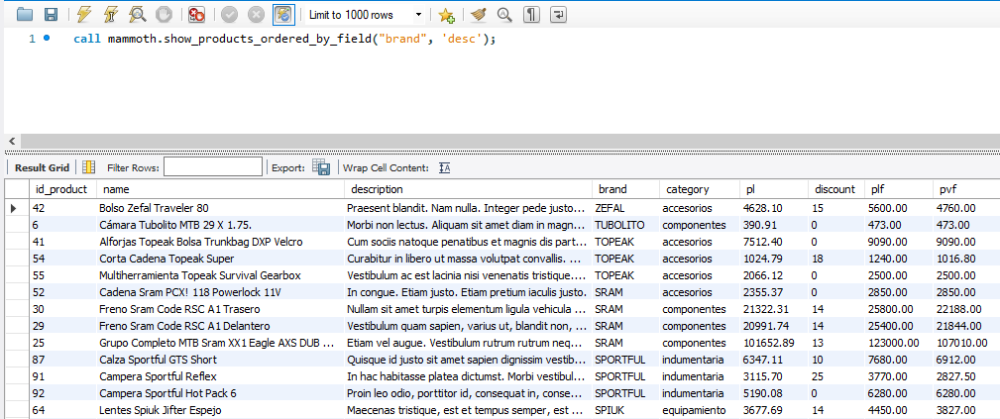 Limit to 1000 rows
1 call mammoth.show_products_ordered_by_field("brand", 'desc');
Result Grid Filter Rows: Export: Wrap Cell Content:
id_product name description brand category pl discount plf pvf
42 Bolso Zefal Traveler 80 Praesent blandit. Nam nulla. Integer pede justo... ZEFAL accesorios 4628.10 15 5600.00 4760.00
6 Cámara Tubolito MTB 29 X 1.75. Morbi non lectus. Aliquam sit amet diam in magn... TUBOLITO componentes 390.91 0 473.00 473.00
41 Alforjas Topeak Bolsa Trunkbag DXP Velcro Cum sociis natoque penatibus et magnis dis part... TOPEAK accesorios 7512.40 0 9090.00 9090.00
54 Corta Cadena Topeak Super Curabitur in libero ut massa volutpat convallis. ... TOPEAK accesorios 1024.79 18 1240.00 1016.80
55 Multiherramienta Topeak Survival Gearbox Vestibulum ac est lacinia nisi venenatis tristique.... TOPEAK accesorios 2066.12 0 2500.00 2500.00
52 Cadena Sram PCX! 118 Powerlock 11V In congue. Etiam justo. Etiam pretium iaculis justo. SRAM accesorios 2355.37 0 2850.00 2850.00
30 Freno Sram Code RSC A1 Trasero Nullam sit amet turpis elementum ligula vehicula ... SRAM componentes 21322.31 14 25800.00 22188.00
29 Freno Sram Code RSC A1 Delantero Vestibulum quam sapien, varius ut, blandit non, ... SRAM componentes 20991.74 14 25400.00 21844.00
25 Grupo Completo MTB Sram XX1 Eagle AXS DUB ... Etiam vel augue. Vestibulum rutrum rutrum neq... SRAM componentes 101652.89 13 123000.00 107010.00
87 Calza Sportful GTS Short Quisque id justo sit amet sapien dignissim vestib... SPORTFUL indumentaria 6347.11 10 7680.00 6912.00
91 Campera Sportful Reflex In hac habitasse platea dictumst. Morbi vestibul... SPORTFUL indumentaria 3115.70 25 3770.00 2827.50
92 Campera Sportful Hot Pack 6 Proin leo odio, porttitor id, consequat in, conse... SPORTFUL indumentaria 5190.08 0 6280.00 6280.00
64 Lentes Spiuk Jifter Espejo Maecenas tristique, est et tempus semper, est ... SPIUK equipamiento 3677.69 14 4450.00 3827.00